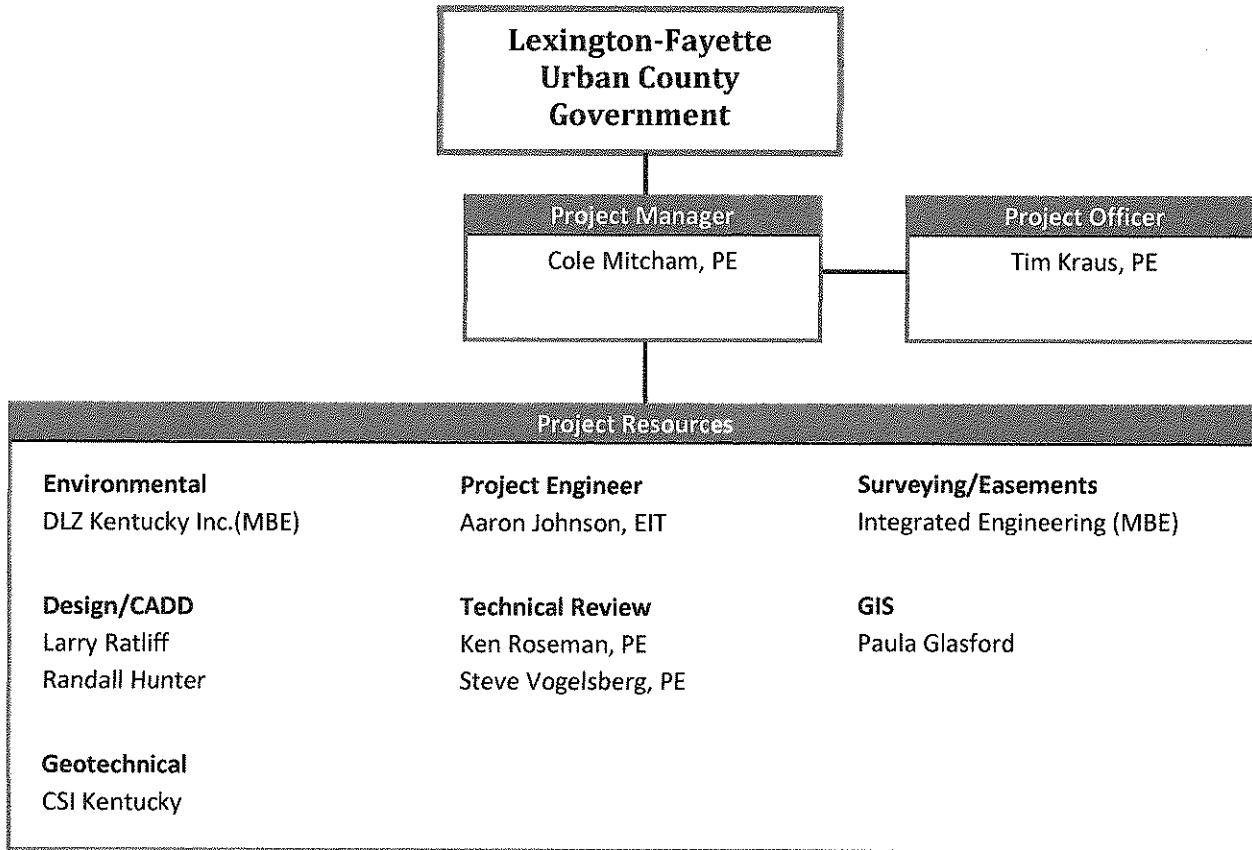 Lexington-Fayette
Urban County
Government
Project Manager
Cole Mitcham, PE
Project Officer
Tim Kraus, PE
Project Resources
Environmental
DLZ Kentucky Inc.(MBE)
Project Engineer
Aaron Johnson, EIT
Surveying/Easements
Integrated Engineering (MBE)
Design/CADD
Larry Ratliff
Randall Hunter
Technical Review
Ken Roseman, PE
Steve Vogelsberg, PE
GIS
Paula Glasford
Geotechnical
CSI Kentucky